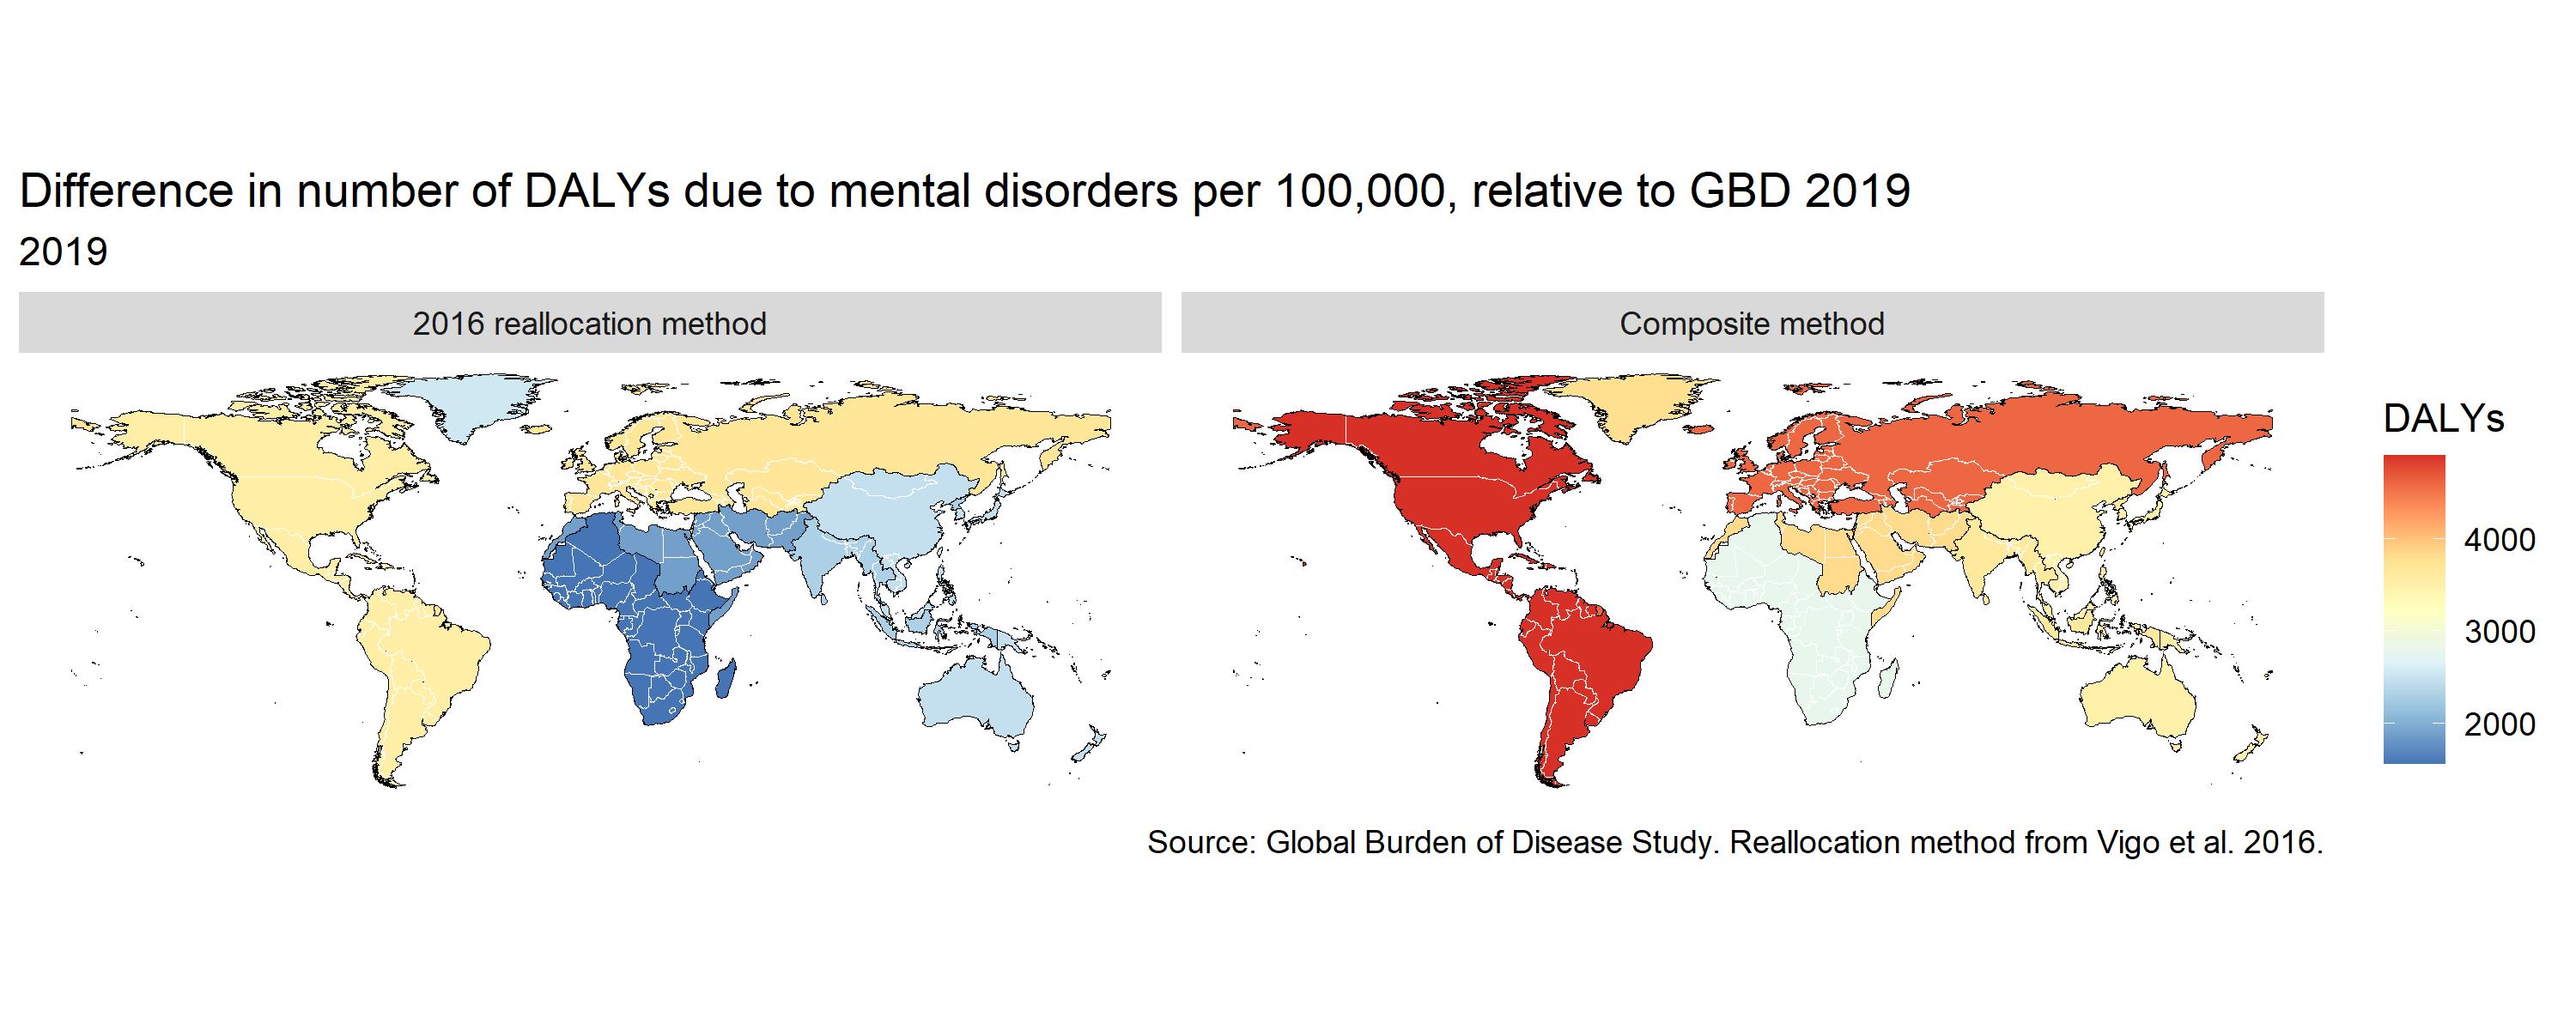 Difference in number of DALYs due to mental disorders per 100,000, relative to GBD 2019
2019
2016 reallocation method
Composite method
DALYs
4000
3000
2000
Source: Global Burden of Disease Study. Reallocation method from Vigo et al. 2016.